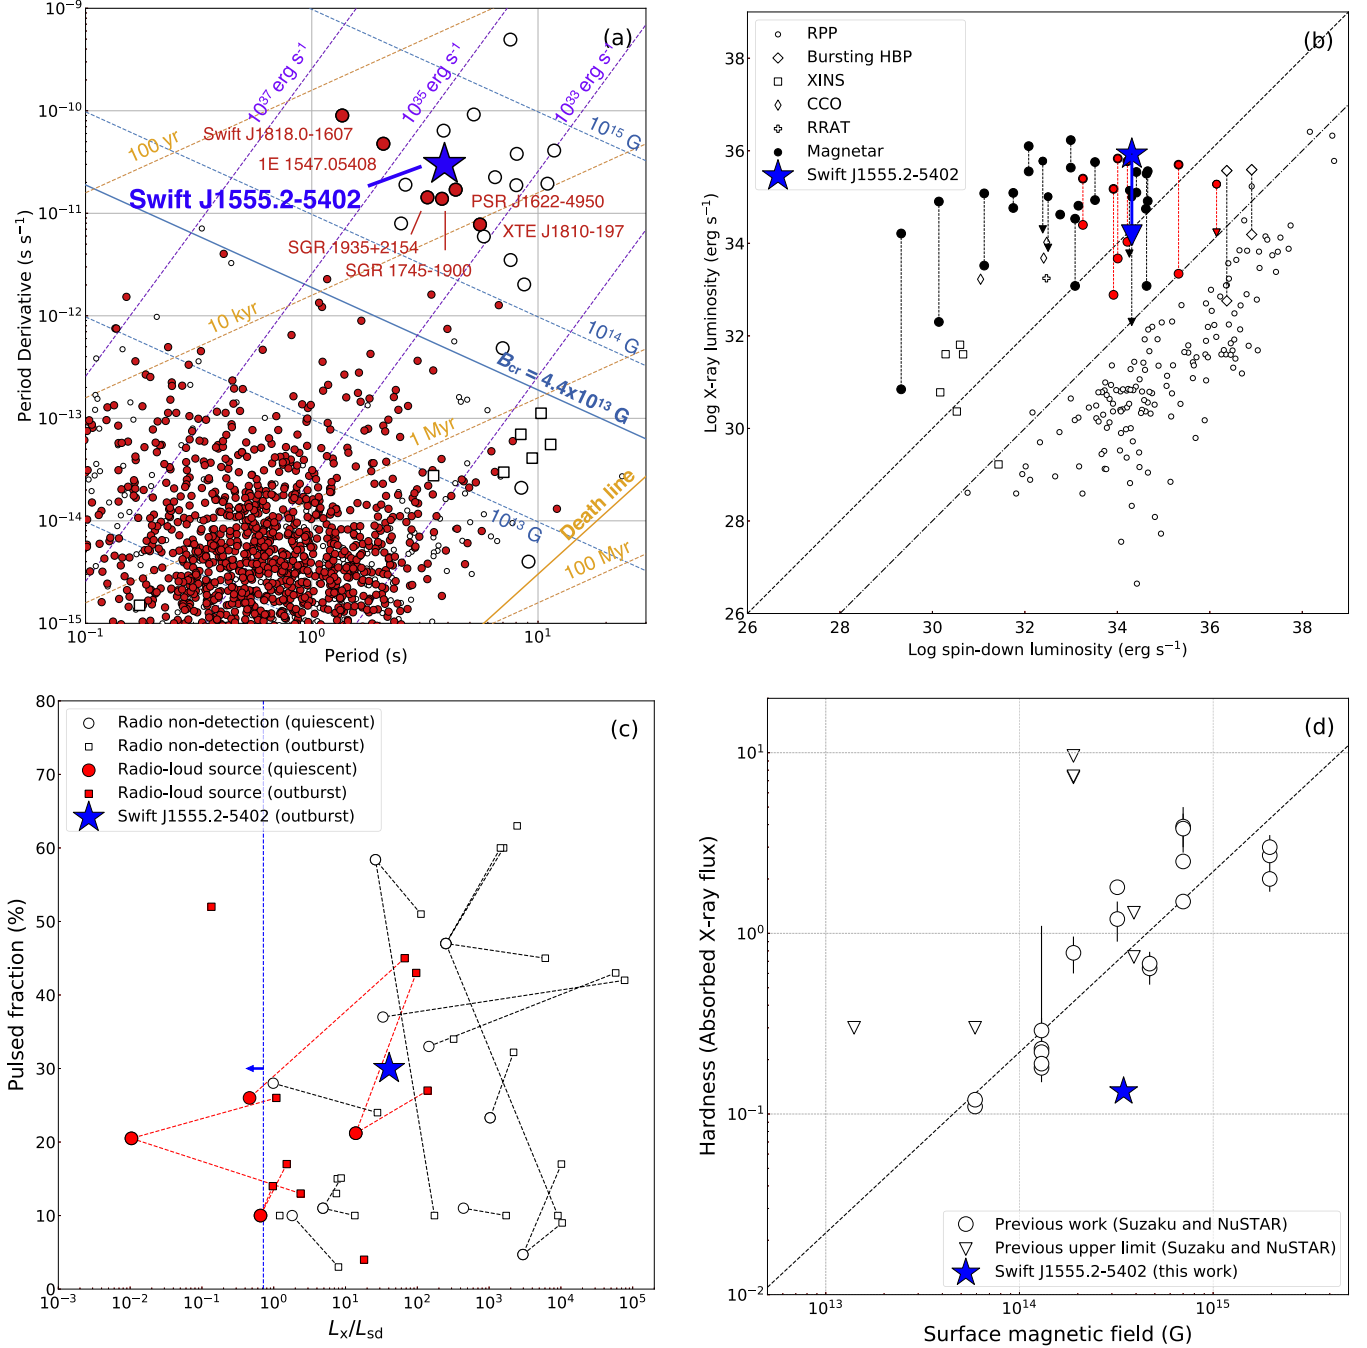 (a)
10⁻⁹
10⁻¹⁰
10⁻¹¹
10⁻¹²
10⁻¹³
10⁻¹⁴
10⁻¹⁵
Period Derivative (s s⁻¹)
10³⁷ erg s⁻¹
10³⁵ erg s⁻¹
10³³ erg s⁻¹
100 yr
Swift J1818.0-1607
10¹⁵ G
1E 1547.05408
Swift J1555.2-5402
PSR J1622-4950
XTE J1810-197
SGR 1935+2154
SGR 1745-1900
10 kyr
10¹⁴ G
B_cr = 4.4x10¹³ G
1 Myr
10¹³ G
Death line
100 Myr
10⁻¹
10⁰
10¹
Period (s)
(b)
RPP
Bursting HBP
XINS
CCO
RRAT
Magnetar
Swift J1555.2-5402
38
36
34
32
30
28
26
Log X-ray luminosity (erg s⁻¹)
26
28
30
32
34
36
38
Log spin-down luminosity (erg s⁻¹)
(c)
Radio non-detection (quiescent)
Radio non-detection (outburst)
Radio-loud source (quiescent)
Radio-loud source (outburst)
Swift J1555.2-5402 (outburst)
80
70
60
50
40
30
20
10
0
Pulsed fraction (%)
10⁻³
10⁻²
10⁻¹
10⁰
10¹
10²
10³
10⁴
10⁵
L_x/L_sd
(d)
10¹
10⁰
10⁻¹
10⁻²
Hardness (Absorbed X-ray flux)
Previous work (Suzaku and NuSTAR)
Previous upper limit (Suzaku and NuSTAR)
Swift J1555.2-5402 (this work)
10¹³
10¹⁴
10¹⁵
Surface magnetic field (G)